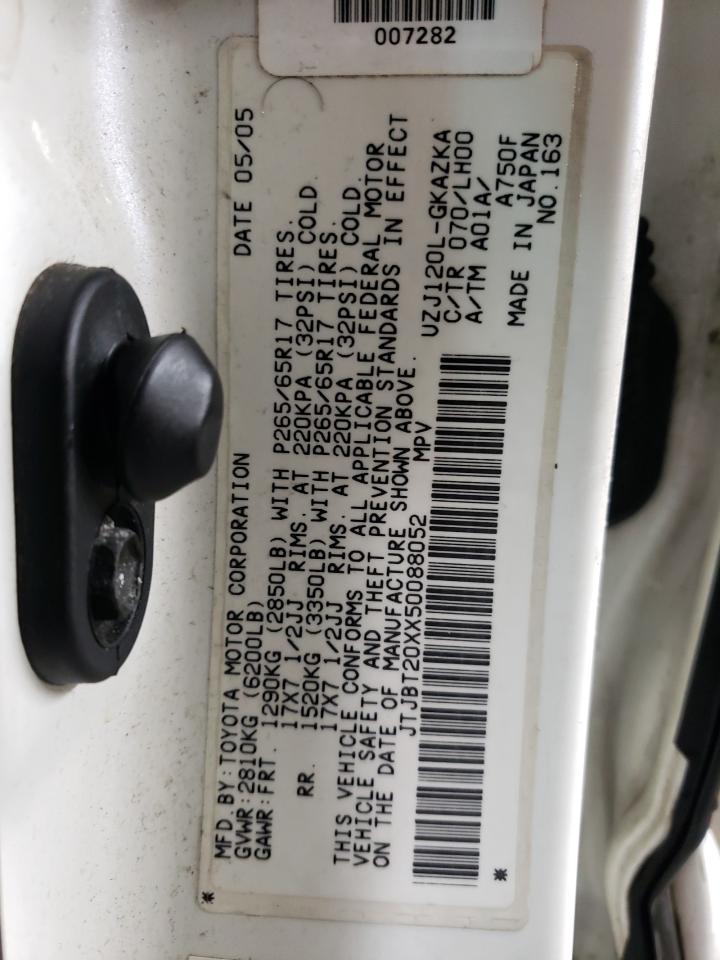 007282
MFD. BY: TOYOTA MOTOR CORPORATION DATE 05/05
GVWR: 2810KG (6200LB)
GAWR: FRT. 1290KG (2850LB) WITH P265/65R17 TIRES.
17X7 1/2JJ RIMS. AT 220KPA (32PSI) COLD.
RR. 1520KG (3350LB) WITH P265/65R17 TIRES.
17X7 1/2JJ RIMS. AT 220KPA (32PSI) COLD.
THIS VEHICLE CONFORMS TO ALL APPLICABLE FEDERAL MOTOR
VEHICLE SAFETY AND THEFT PREVENTION STANDARDS IN EFFECT
ON THE DATE OF MANUFACTURE SHOWN ABOVE.
JTJBT20XX50088052 MPV
UZJ120L-GKAZKA
C/TR 070/LH00
A/TM A01A/ A750F
MADE IN JAPAN
NO.163